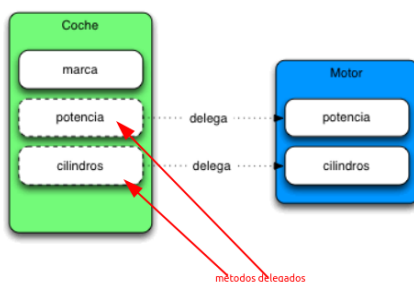 Coche
marca
potencia
cilindros
delega
delega
Motor
potencia
cilindros
métodos delegados